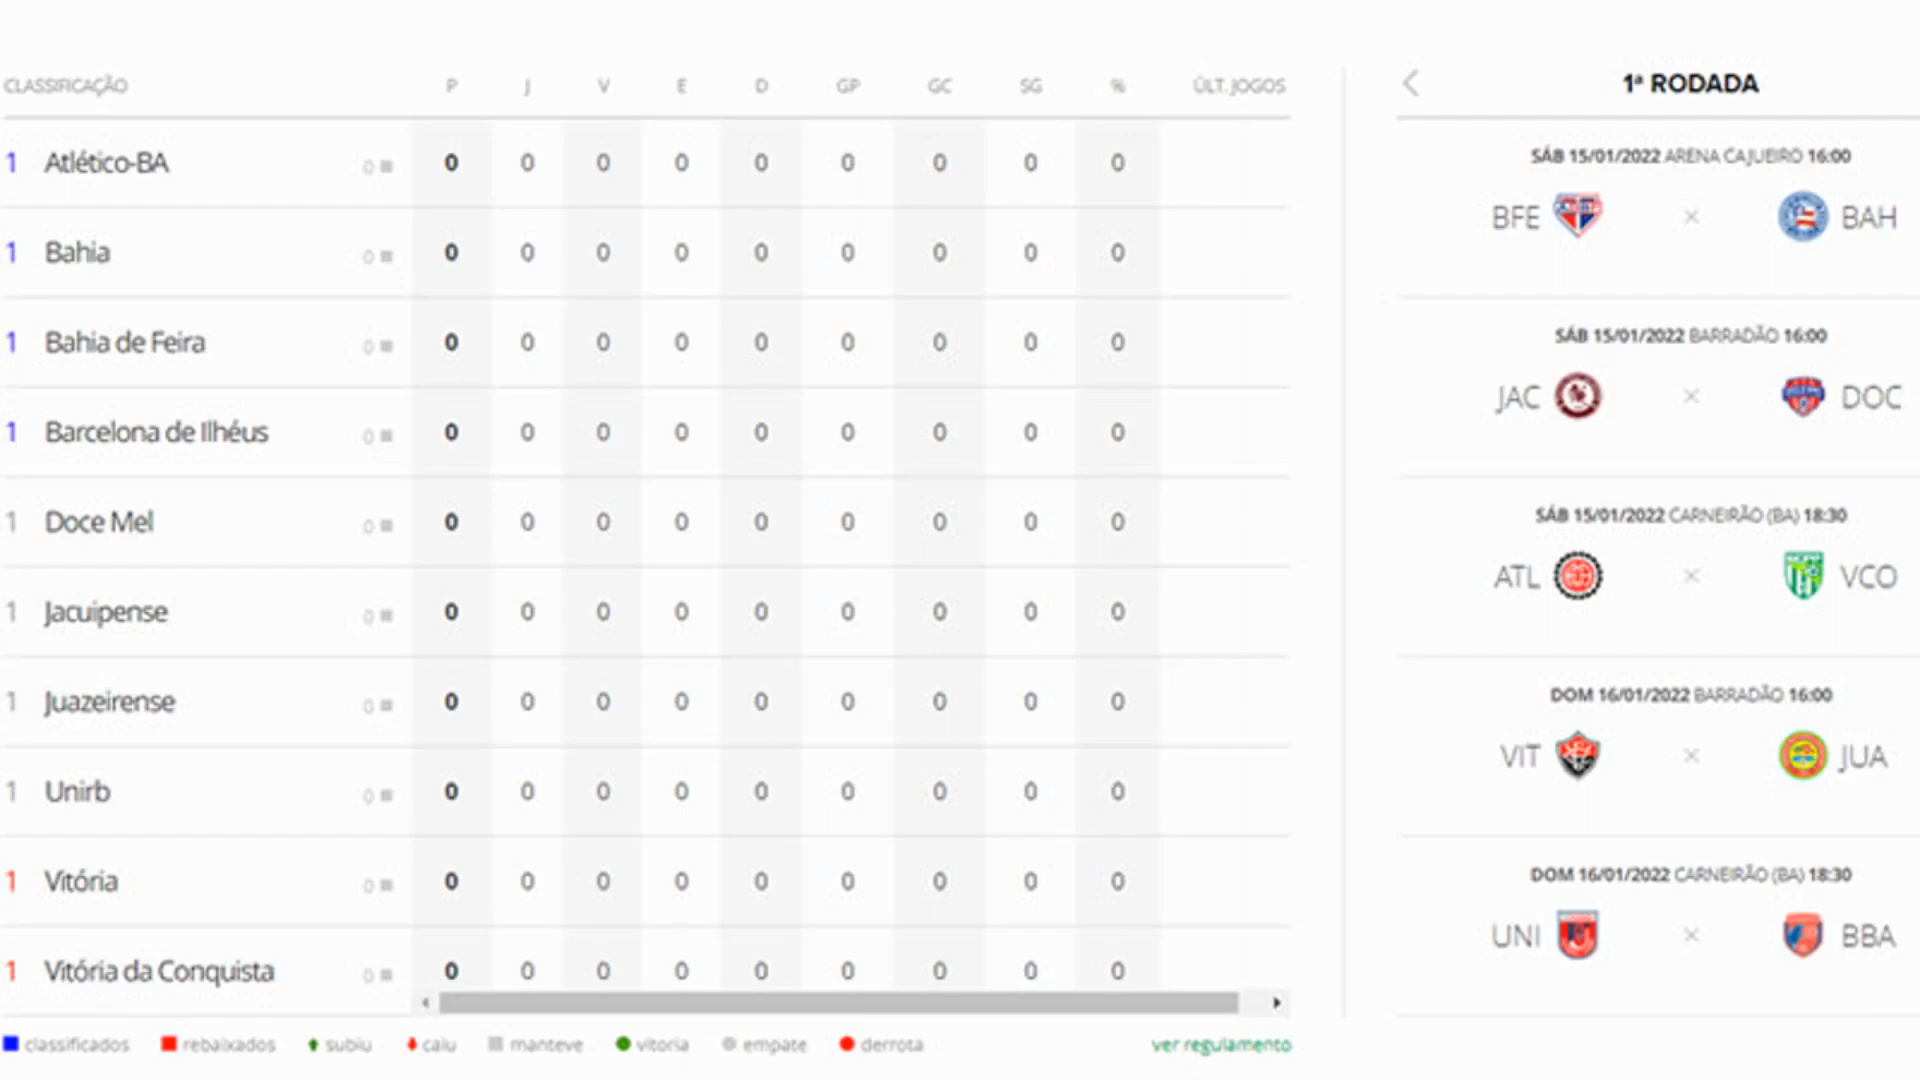 CLASSIFICAÇÃO P J V E D GP GC SG % ÚLT. JOGOS
1 Atlético-BA 0 0 0 0 0 0 0 0 0 0
1 Bahia 0 0 0 0 0 0 0 0 0 0
1 Bahia de Feira 0 0 0 0 0 0 0 0 0 0
1 Barcelona de Ilhéus 0 0 0 0 0 0 0 0 0 0
1 Doce Mel 0 0 0 0 0 0 0 0 0 0
1 Jacuipense 0 0 0 0 0 0 0 0 0 0
1 Juazeirense 0 0 0 0 0 0 0 0 0 0
1 Unirb 0 0 0 0 0 0 0 0 0 0
1 Vitória 0 0 0 0 0 0 0 0 0 0
1 Vitória da Conquista 0 0 0 0 0 0 0 0 0 0
classificados rebaixados subiu caiu manteve vitoria empate derrota ver regulamento
1ª RODADA
SÁB 15/01/2022 ARENA CAJUEIRO 16:00
BFE × BAH
SÁB 15/01/2022 BARRADÃO 16:00
JAC × DOC
SÁB 15/01/2022 CARNEIRÃO (BA) 18:30
ATL × VCO
DOM 16/01/2022 BARRADÃO 16:00
VIT × JUA
DOM 16/01/2022 CARNEIRÃO (BA) 18:30
UNI × BBA